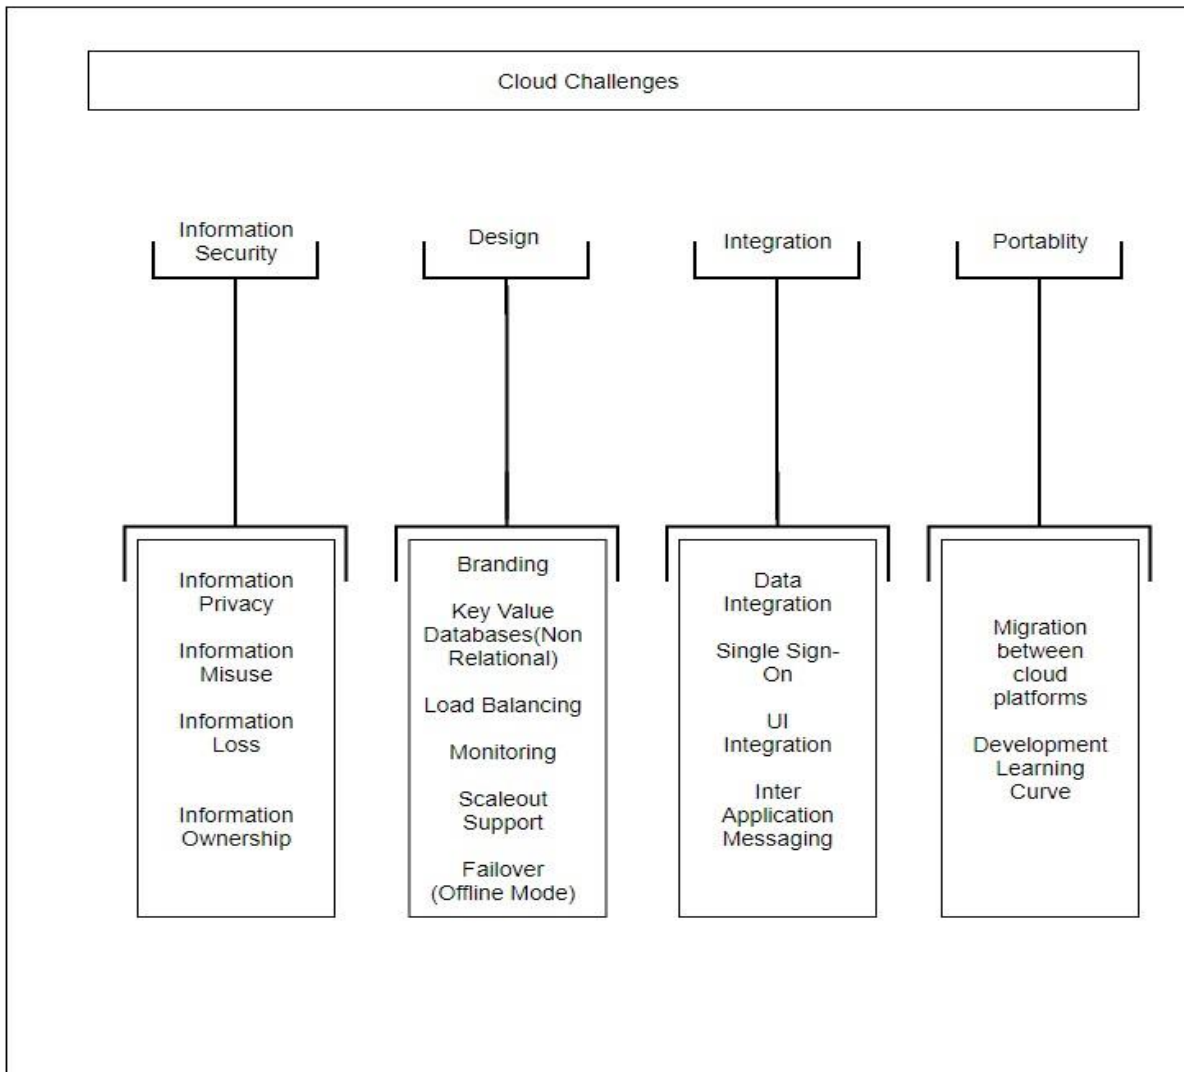 Cloud Challenges
Information
Security
Design
Integration
Portablity
Information
Privacy
Information
Misuse
Information
Loss
Information
Ownership
Branding
Key Value
Databases(Non
Relational)
Load Balancing
Monitoring
Scaleout
Support
Failover
(Offline Mode)
Data
Integration
Single Sign-
On
UI
Integration
Inter
Application
Messaging
Migration
between
cloud
platforms
Development
Learning
Curve